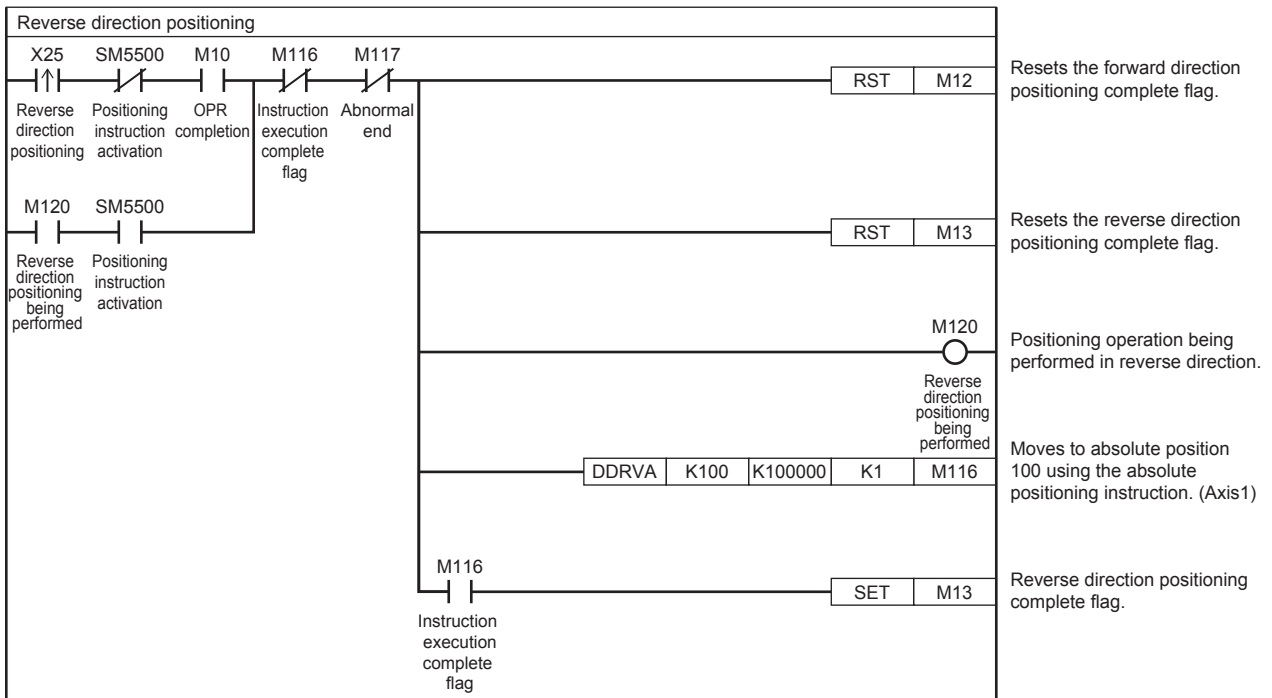 Reverse direction positioning
X25 SM5500 M10 M116 M117
RST M12
Resets the forward direction
positioning complete flag.
Reverse
direction
positioning
Positioning
instruction
activation
OPR
completion
Instruction
execution
complete
flag
Abnormal
end
M120 SM5500
RST M13
Resets the reverse direction
positioning complete flag.
Reverse
direction
positioning
being
performed
Positioning
instruction
activation
M120
Positioning operation being
performed in reverse direction.
Reverse
direction
positioning
being
performed
DDRVA K100 K100000 K1 M116
Moves to absolute position
100 using the absolute
positioning instruction. (Axis1)
M116
SET M13
Reverse direction positioning
complete flag.
Instruction
execution
complete
flag